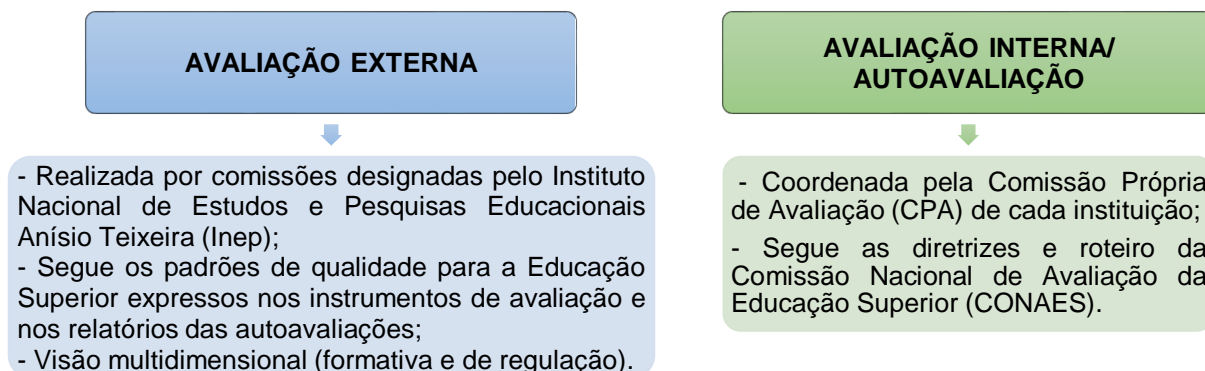 AVALIAÇÃO EXTERNA
- Realizada por comissões designadas pelo Instituto
Nacional de Estudos e Pesquisas Educacionais
Anísio Teixeira (Inep);
- Segue os padrões de qualidade para a Educação
Superior expressos nos instrumentos de avaliação e
nos relatórios das autoavaliações;
- Visão multidimensional (formativa e de regulação).
AVALIAÇÃO INTERNA/
AUTOAVALIAÇÃO
- Coordenada pela Comissão Própria
de Avaliação (CPA) de cada instituição;
- Segue as diretrizes e roteiro da
Comissão Nacional de Avaliação da
Educação Superior (CONAES).